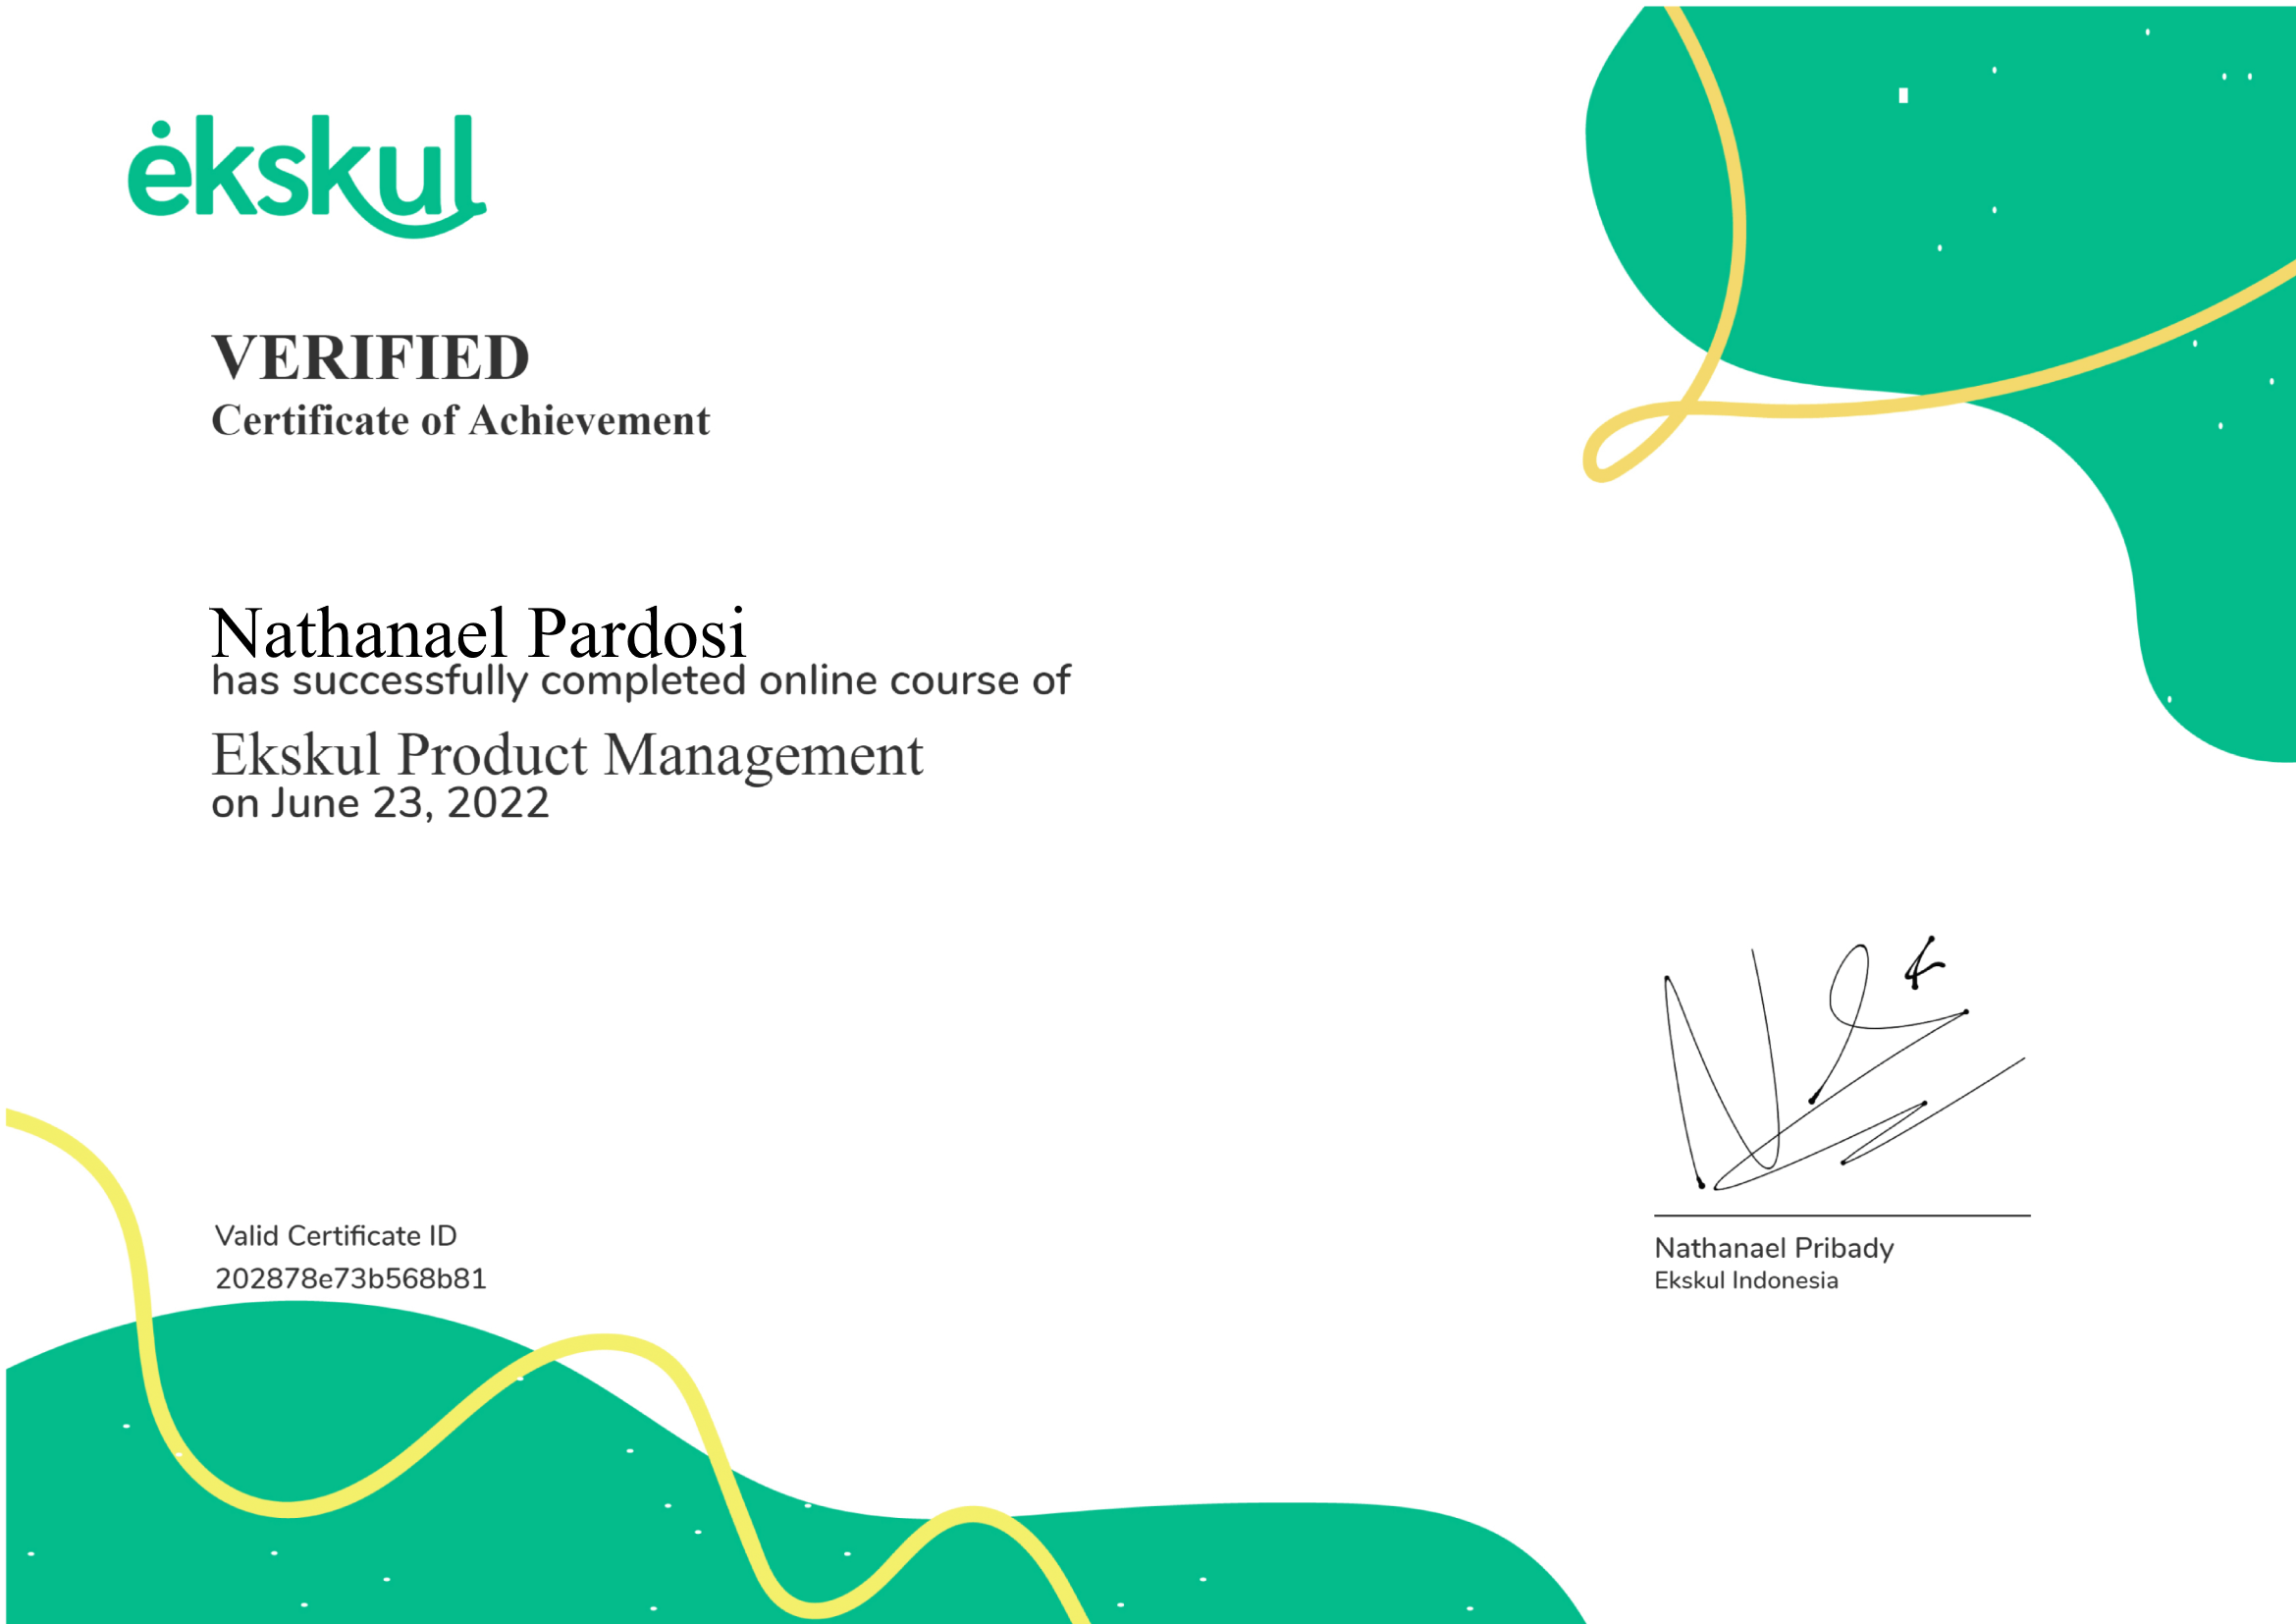 ėkskul
VERIFIED
Certificate of Achievement
Nathanael Pardosi
has successfully completed online course of
Ekskul Product Management
on June 23, 2022
Valid Certificate ID
202878e73b568b81
Nathanael Pribady
Ekskul Indonesia